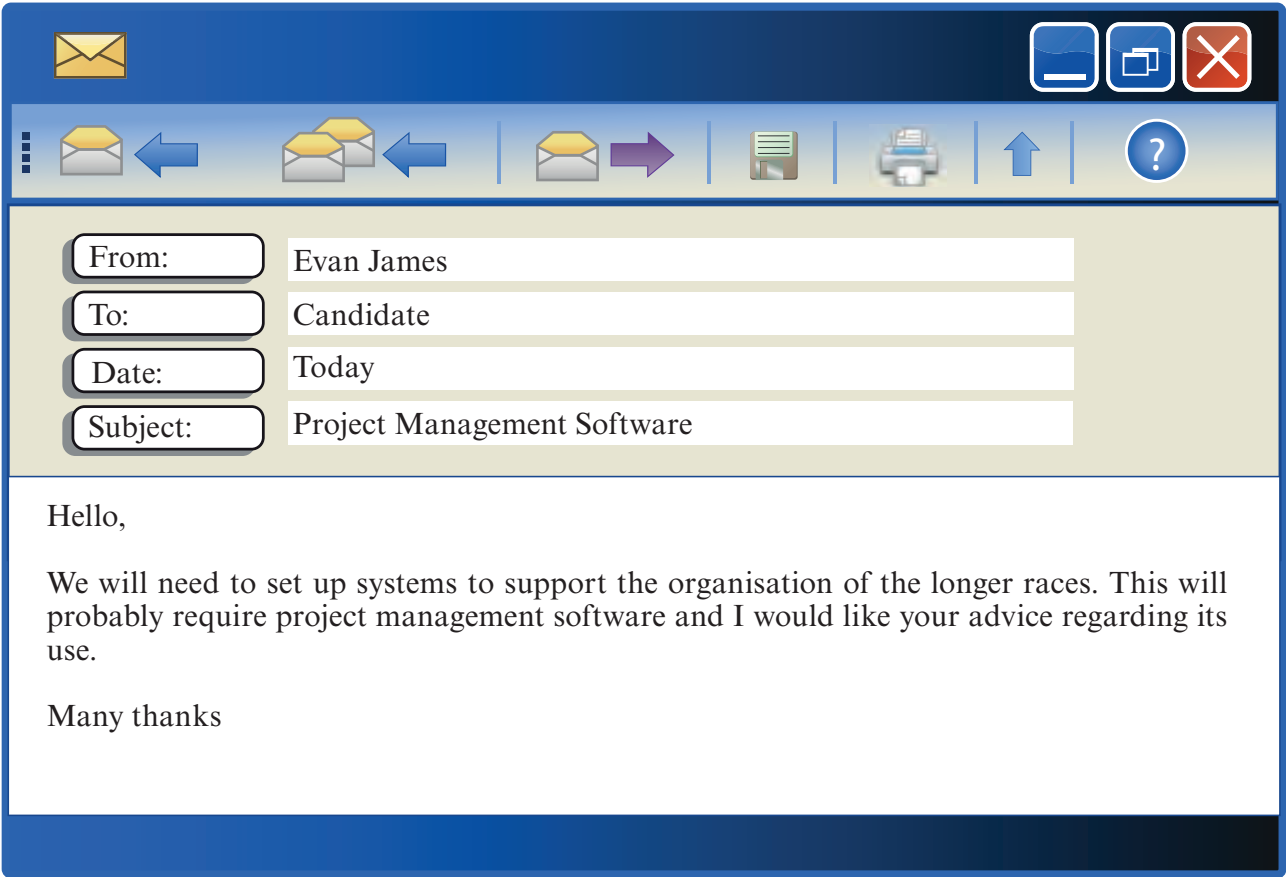 ?
From: Evan James
To: Candidate
Date: Today
Subject: Project Management Software
Hello,
We will need to set up systems to support the organisation of the longer races. This will
probably require project management software and I would like your advice regarding its
use.
Many thanks